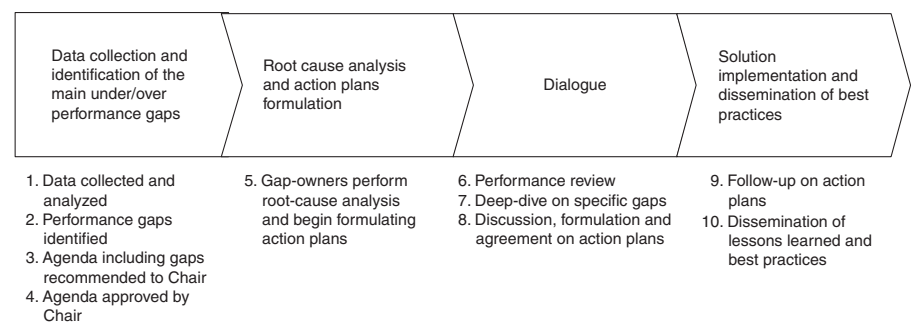 Data collection and
identification of the
main under/over
performance gaps
Root cause analysis
and action plans
formulation
Dialogue
Solution
implementation and
dissemination of best
practices
1. Data collected and
analyzed
2. Performance gaps
identified
3. Agenda including gaps
recommended to Chair
4. Agenda approved by
Chair
5. Gap-owners perform
root-cause analysis
and begin formulating
action plans
6. Performance review
7. Deep-dive on specific gaps
8. Discussion, formulation and
agreement on action plans
9. Follow-up on action
plans
10. Dissemination of
lessons learned and
best practices